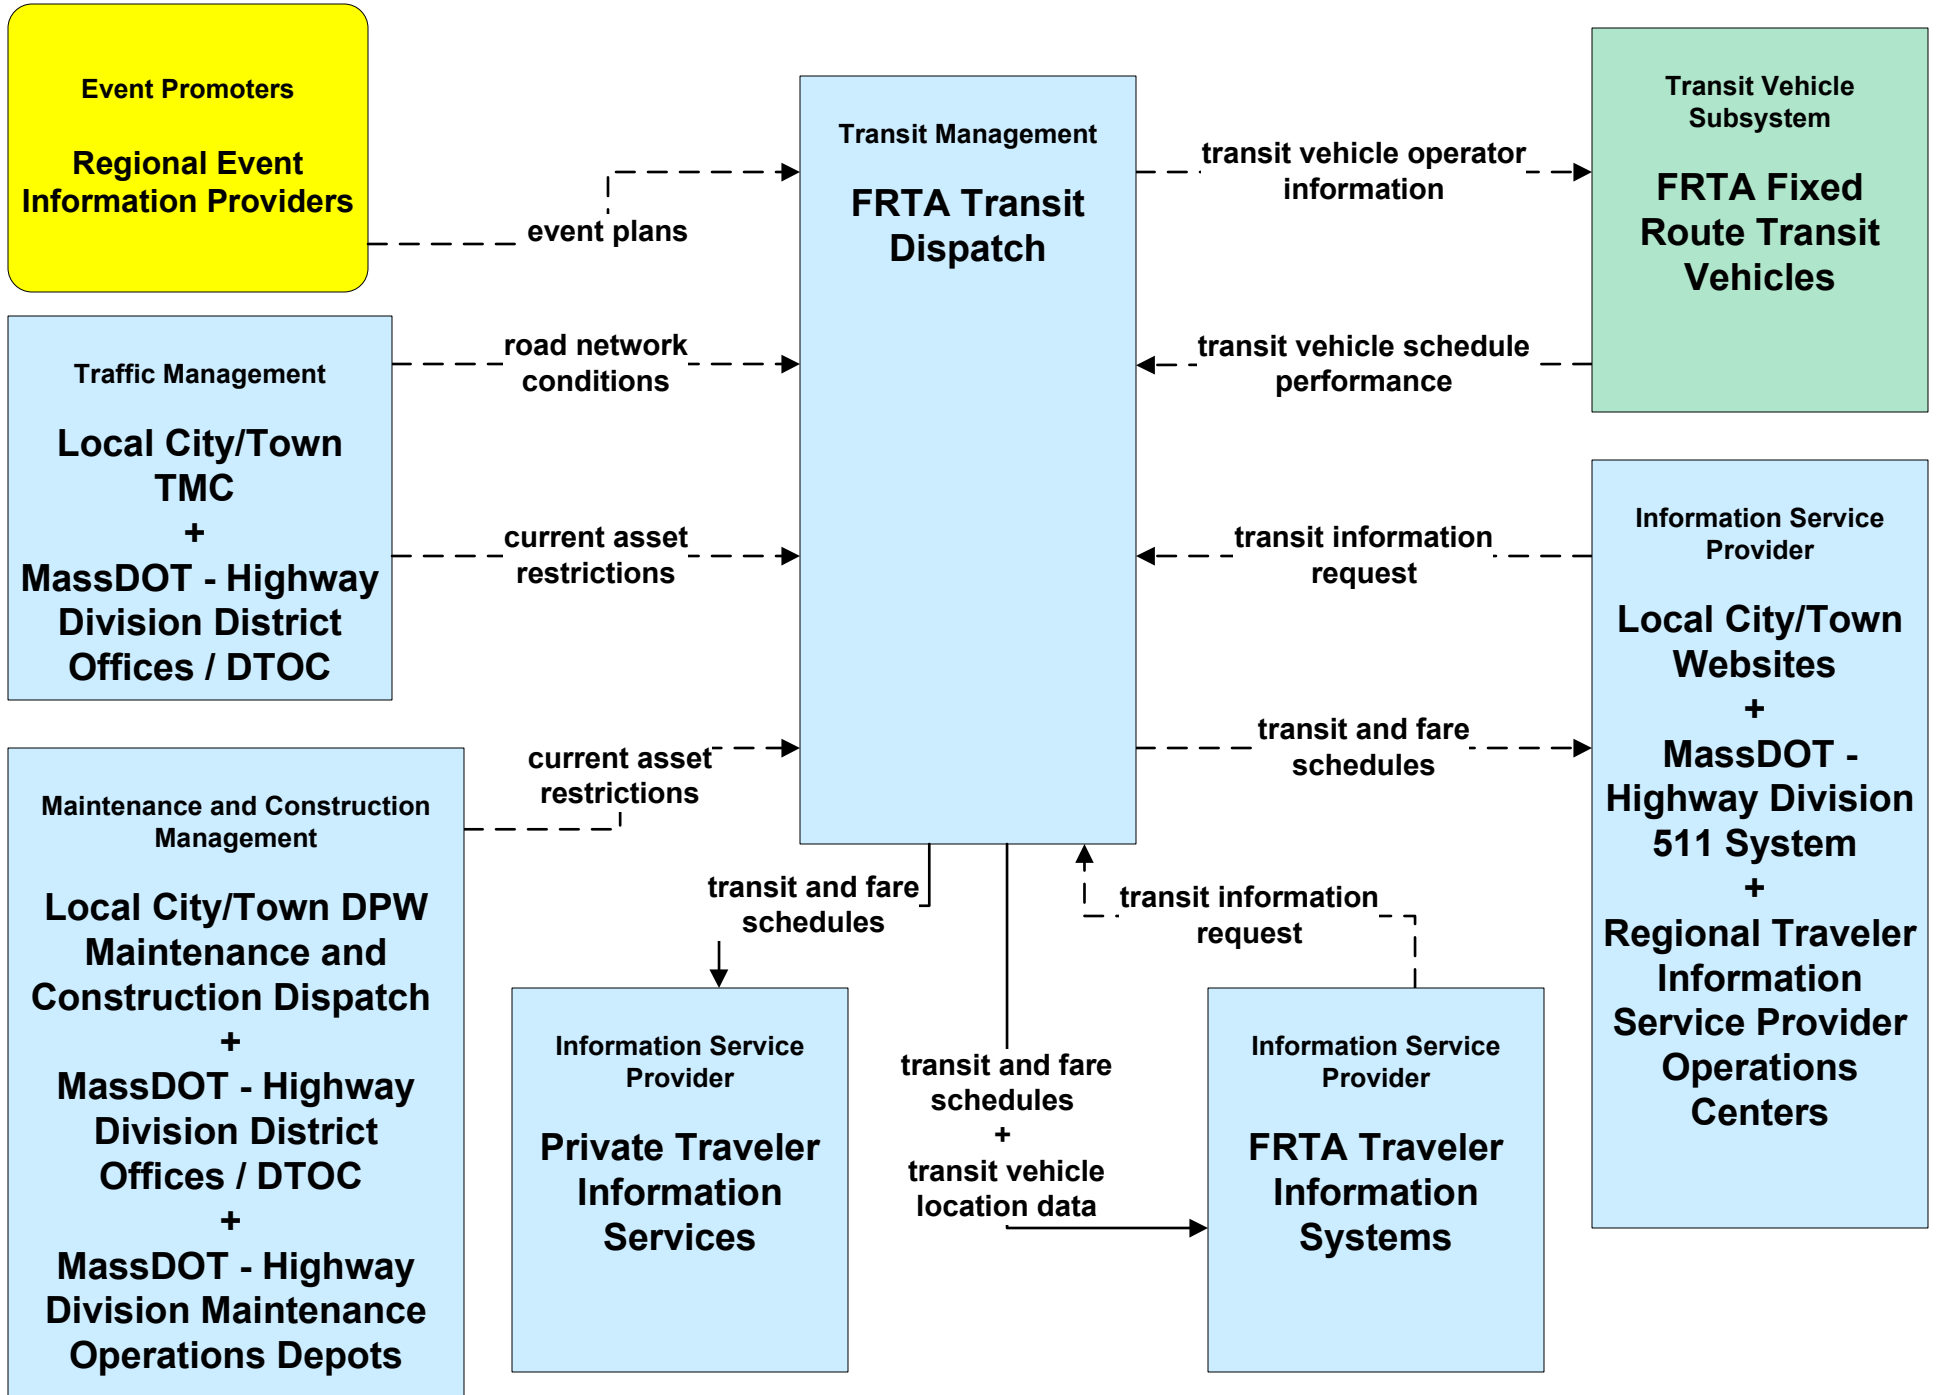 Event Promoters
Regional Event
Information Providers
event plans
Transit Management
FRTA Transit
Dispatch
transit vehicle operator
information
Transit Vehicle
Subsystem
FRTA Fixed
Route Transit
Vehicles
Traffic Management
Local City/Town
TMC
+
MassDOT - Highway
Division District
Offices / DTOC
road network
conditions
current asset
restrictions
transit vehicle schedule
performance
transit information
request
transit and fare
schedules
Information Service
Provider
Local City/Town
Websites
+
MassDOT -
Highway Division
511 System
+
Regional Traveler
Information
Service Provider
Operations
Centers
Maintenance and Construction
Management
Local City/Town DPW
Maintenance and
Construction Dispatch
+
MassDOT - Highway
Division District
Offices / DTOC
+
MassDOT - Highway
Division Maintenance
Operations Depots
current asset
restrictions
transit and fare
schedules
Information Service
Provider
Private Traveler
Information
Services
transit and fare
schedules
+
transit vehicle
location data
transit information
request
Information Service
Provider
FRTA Traveler
Information
Systems